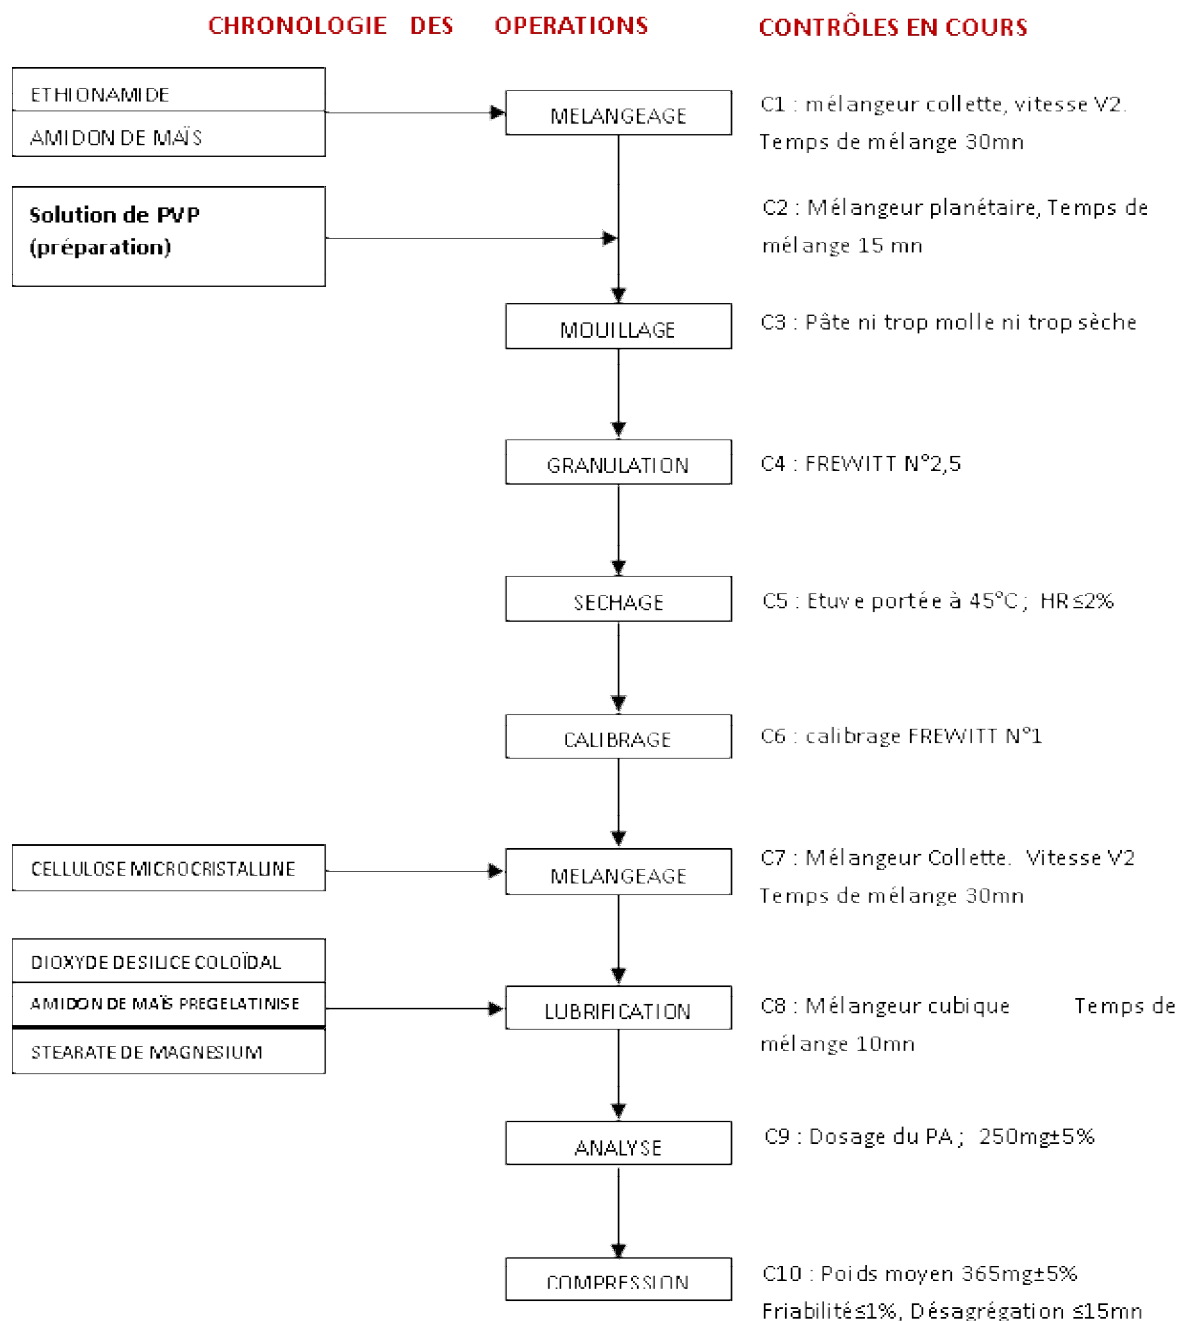 CHRONOLOGIE DES OPERATIONS
CONTRÔLES EN COURS
ETHIONAMIDE
AMIDON DE MAÏS
MELANGEAGE
C1 : mélangeur collette, vitesse V2.
Temps de mélange 30mn
Solution de PVP
(préparation)
C2 : Mélangeur planétaire, Temps de
mélange 15 mn
MOUILLAGE
C3 : Pâte ni trop molle ni trop sèche
GRANULATION
C4 : FREWITT N°2,5
SECHAGE
C5 : Etuve portée à 45°C ; HR ≤2%
CALIBRAGE
C6 : calibrage FREWITT N°1
CELLULOSE MICROCRISTALLINE
MELANGEAGE
C7 : Mélangeur Collette. Vitesse V2
Temps de mélange 30mn
DIOXYDE DE SILICE COLOÏDAL
AMIDON DE MAÏS PREGELATINISE
STEARATE DE MAGNESIUM
LUBRIFICATION
C8 : Mélangeur cubique Temps de
mélange 10mn
ANALYSE
C9 : Dosage du PA ; 250mg±5%
COMPRESSION
C10 : Poids moyen 365mg±5%
Friabilité≤1%, Désagrégation ≤15mn